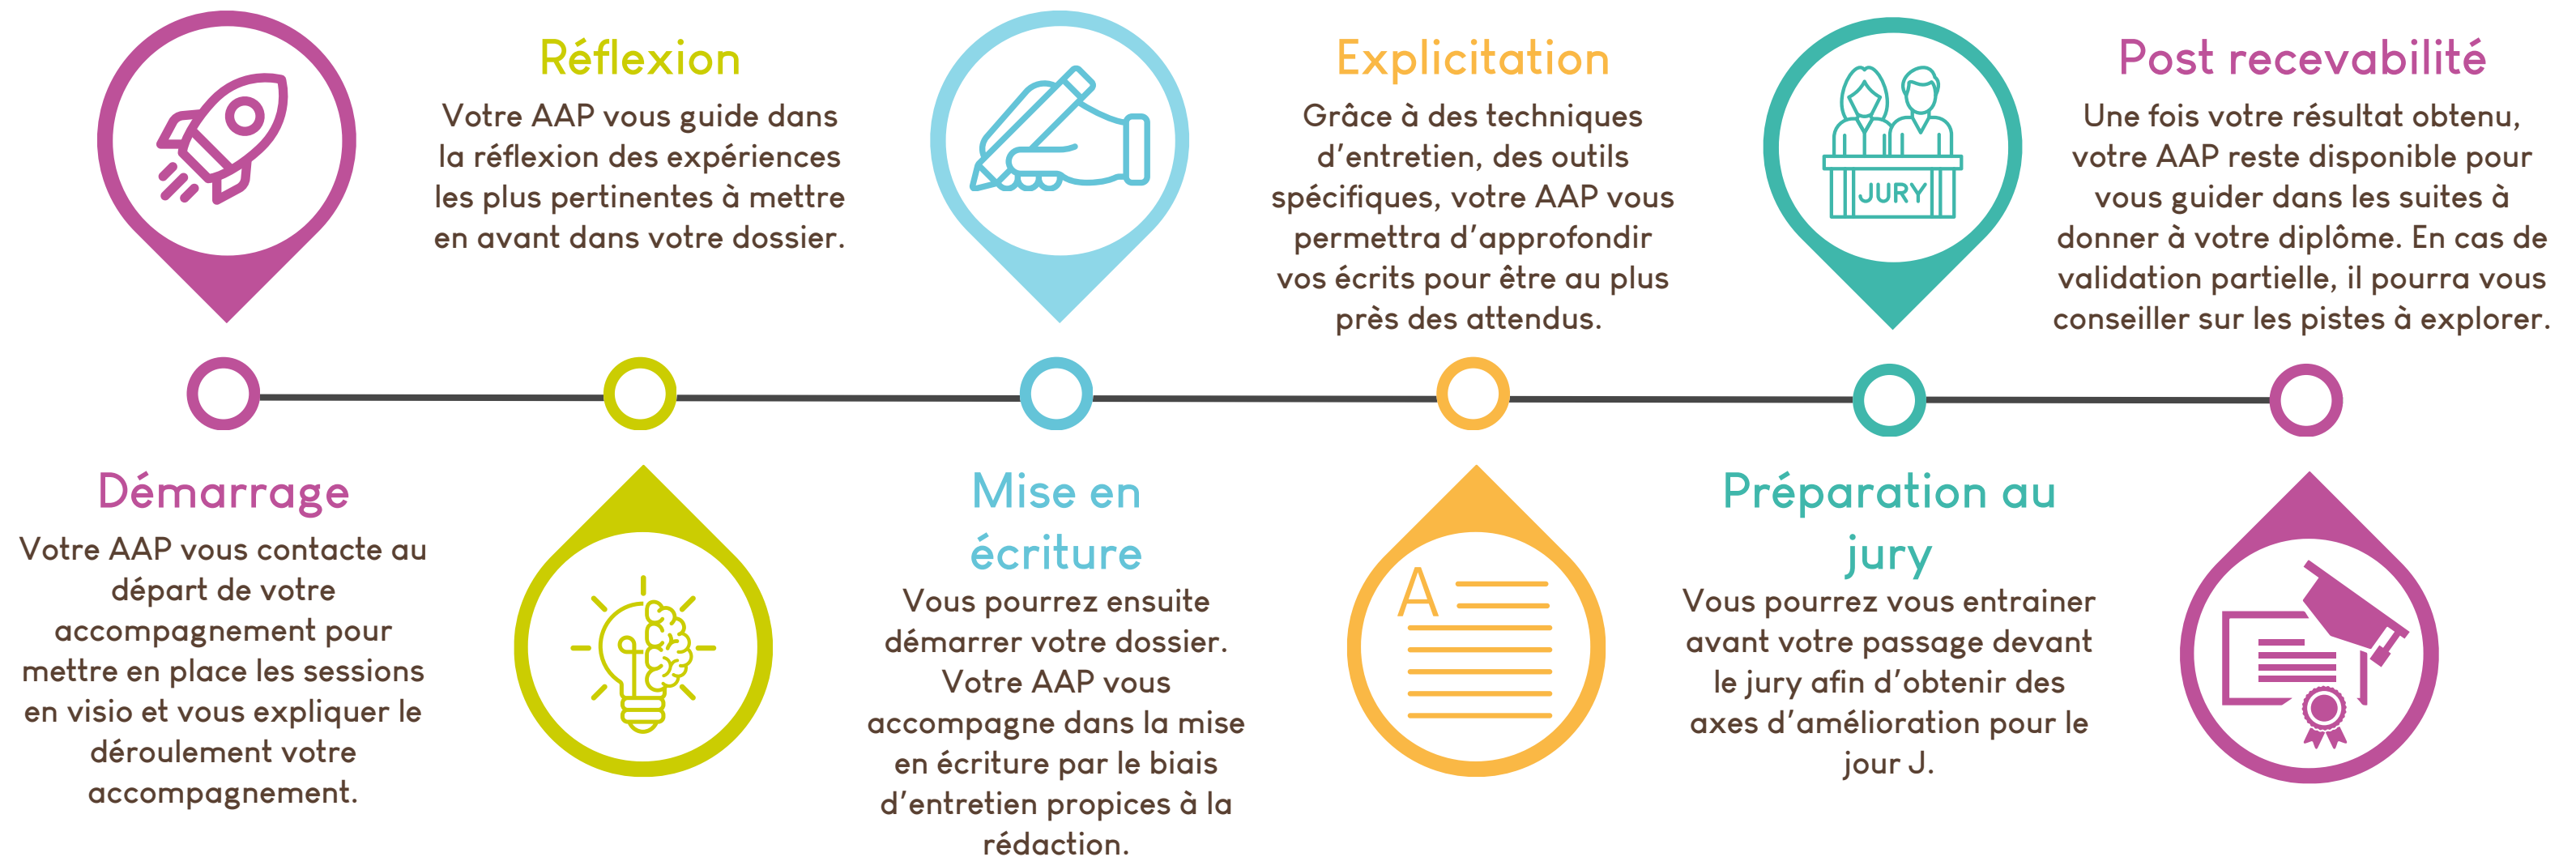 Démarrage
Votre AAP vous contacte au
départ de votre
accompagnement pour
mettre en place les sessions
en visio et vous expliquer le
déroulement votre
accompagnement.
Réflexion
Votre AAP vous guide dans
la réflexion des expériences
les plus pertinentes à mettre
en avant dans votre dossier.
Mise en
écriture
Vous pourrez ensuite
démarrer votre dossier.
Votre AAP vous
accompagne dans la mise
en écriture par le biais
d'entretien propices à la
rédaction.
Explicitation
Grâce à des techniques
d'entretien, des outils
spécifiques, votre AAP vous
permettra d'approfondir
vos écrits pour être au plus
près des attendus.
A
JURY
Préparation au
jury
Vous pourrez vous entrainer
avant votre passage devant
le jury afin d'obtenir des
axes d'amélioration pour le
jour J.
Post recevabilité
Une fois votre résultat obtenu,
votre AAP reste disponible pour
vous guider dans les suites à
donner à votre diplôme. En cas de
validation partielle, il pourra vous
conseiller sur les pistes à explorer.